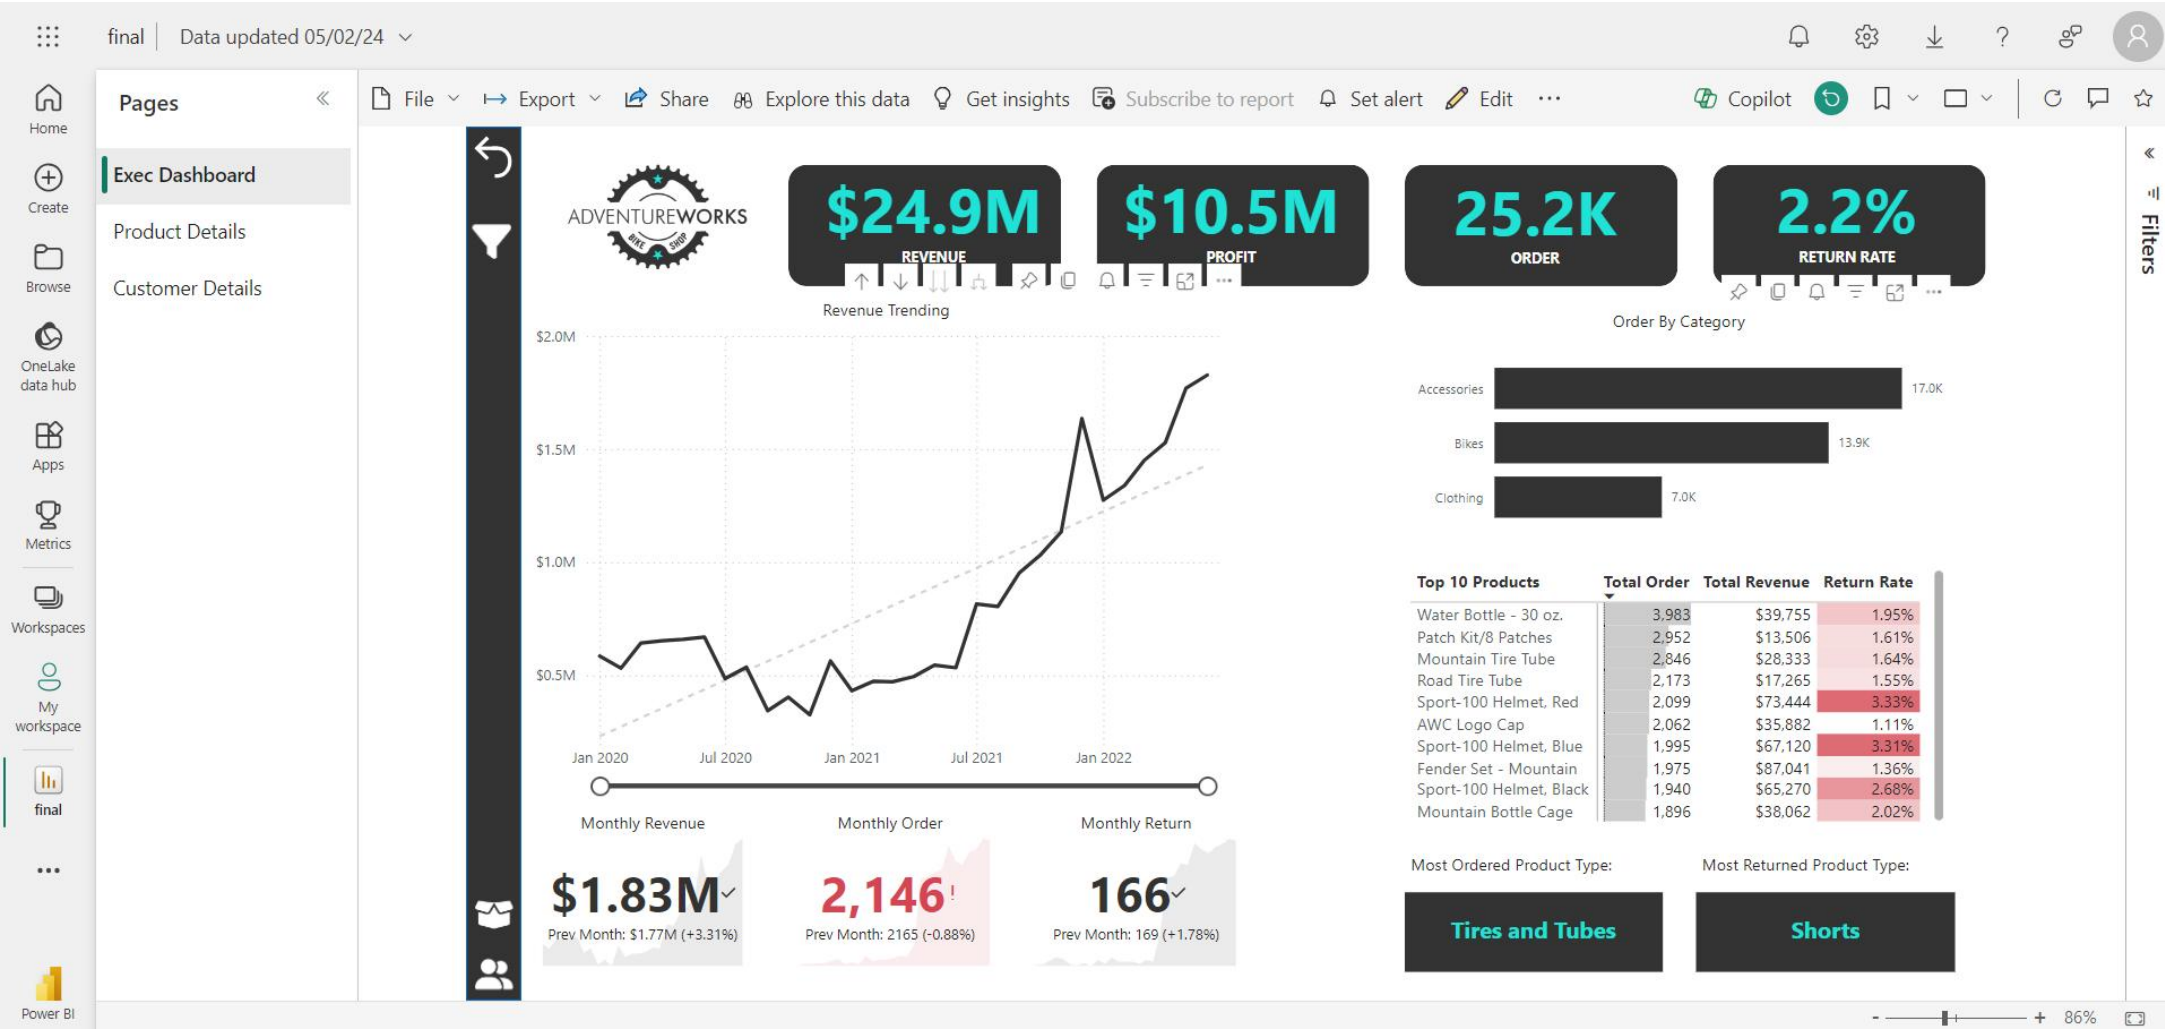 final
Data updated 05/02/24
Home
Create
Browse
OneLake
data hub
Apps
Metrics
Workspaces
My
workspace
final
Power BI
Pages
Exec Dashboard
Product Details
Customer Details
File
Export
Share
Explore this data
Get insights
Subscribe to report
Set alert
Edit
Copilot
Filters
ADVENTUREWORKS
BIKE SHOP
$24.9M
REVENUE
$10.5M
PROFIT
25.2K
ORDER
2.2%
RETURN RATE
Revenue Trending
$2.0M
$1.5M
$1.0M
$0.5M
Jan 2020 Jul 2020 Jan 2021 Jul 2021 Jan 2022
Monthly Revenue
$1.83M
Prev Month: $1.77M (+3.31%)
Monthly Order
2,146!
Prev Month: 2165 (-0.88%)
Monthly Return
166
Prev Month: 169 (+1.78%)
Order By Category
Accessories 17.0K
Bikes 13.9K
Clothing 7.0K
Top 10 Products Total Order Total Revenue Return Rate
Water Bottle - 30 oz. 3,983 $39,755 1.95%
Patch Kit/8 Patches 2,952 $13,506 1.61%
Mountain Tire Tube 2,846 $28,333 1.64%
Road Tire Tube 2,173 $17,265 1.55%
Sport-100 Helmet, Red 2,099 $73,444 3.33%
AWC Logo Cap 2,062 $35,882 1.11%
Sport-100 Helmet, Blue 1,995 $67,120 3.31%
Fender Set - Mountain 1,975 $87,041 1.36%
Sport-100 Helmet, Black 1,940 $65,270 2.68%
Mountain Bottle Cage 1,896 $38,062 2.02%
Most Ordered Product Type:
Tires and Tubes
Most Returned Product Type:
Shorts
- + 86%